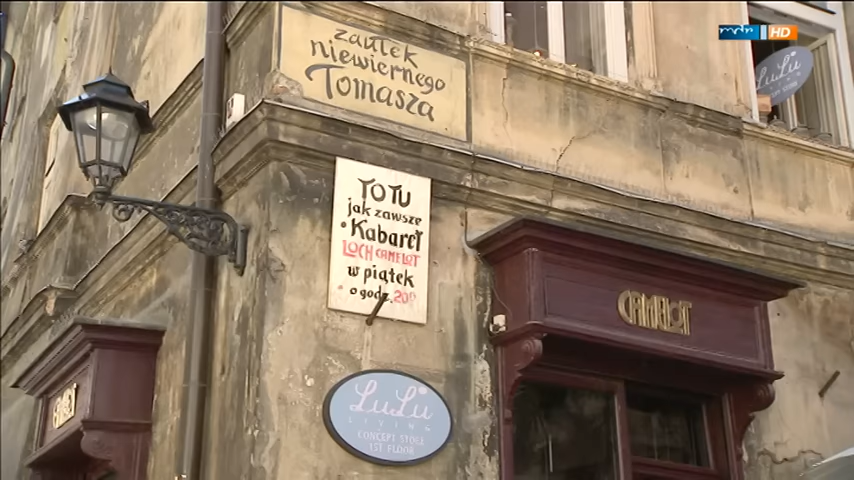 zaułek
niewiernego
Tomasza
mdr HD
LuLu
TO TU
jak zawsze
Kabaret
LOCH CAMELOT
w piątek
o godz.
CAMELOT
LuLu
LIVING
CONCEPT STORE
1ST FLOOR